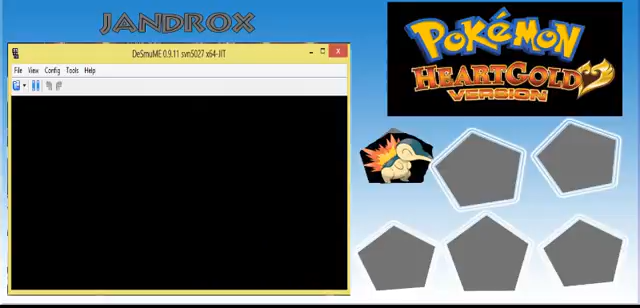 JANDROX
DeSmuME 0.9.11 svn5027 x64-JIT
File View Config Tools Help
POKéMON
HEARTGOLD
VERSION